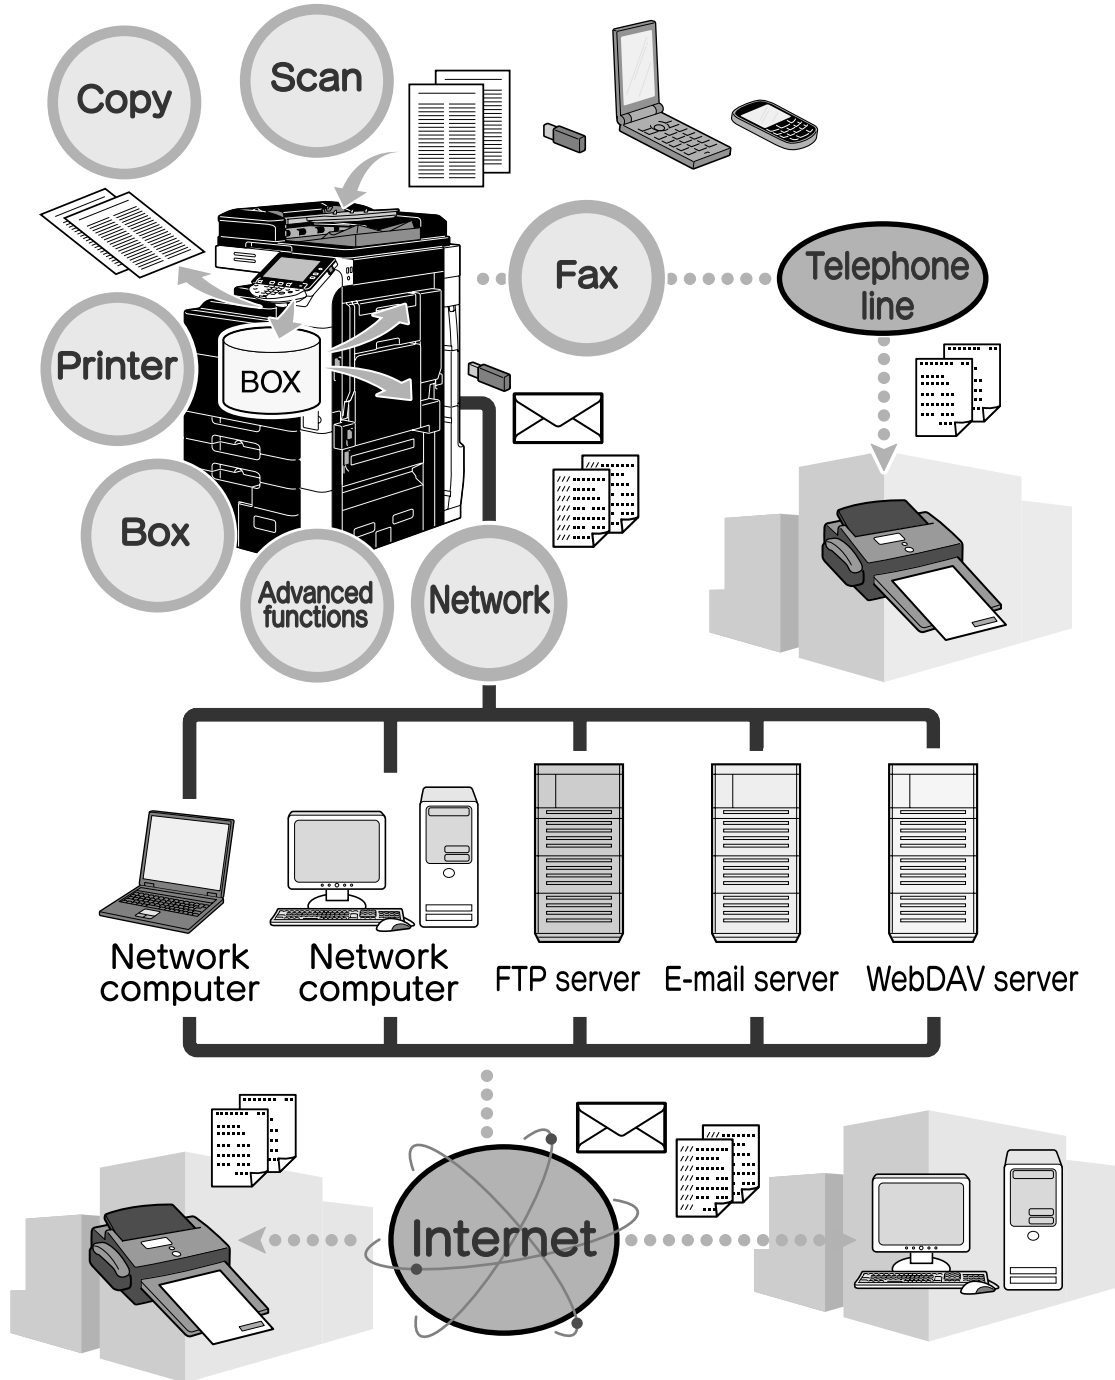 Copy
Scan
Fax
Telephone
line
Printer
BOX
Box
Advanced
functions
Network
Network
computer
Network
computer
FTP server
E-mail server
WebDAV server
Internet